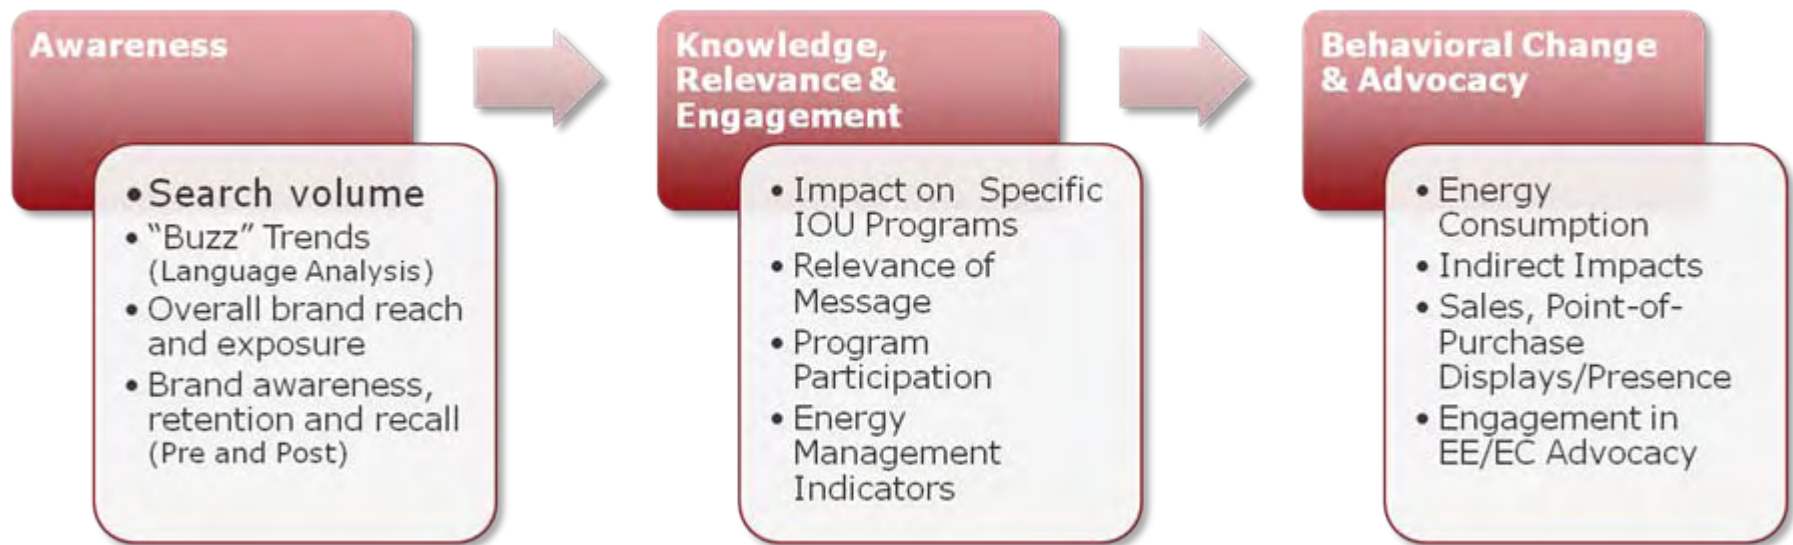 Awareness
• Search volume
• “Buzz” Trends
(Language Analysis)
• Overall brand reach
and exposure
• Brand awareness,
retention and recall
(Pre and Post)
Knowledge,
Relevance &
Engagement
• Impact on Specific
IOU Programs
• Relevance of
Message
• Program
Participation
• Energy
Management
Indicators
Behavioral Change
& Advocacy
• Energy
Consumption
• Indirect Impacts
• Sales, Point-of-
Purchase
Displays/Presence
• Engagement in
EE/EC Advocacy